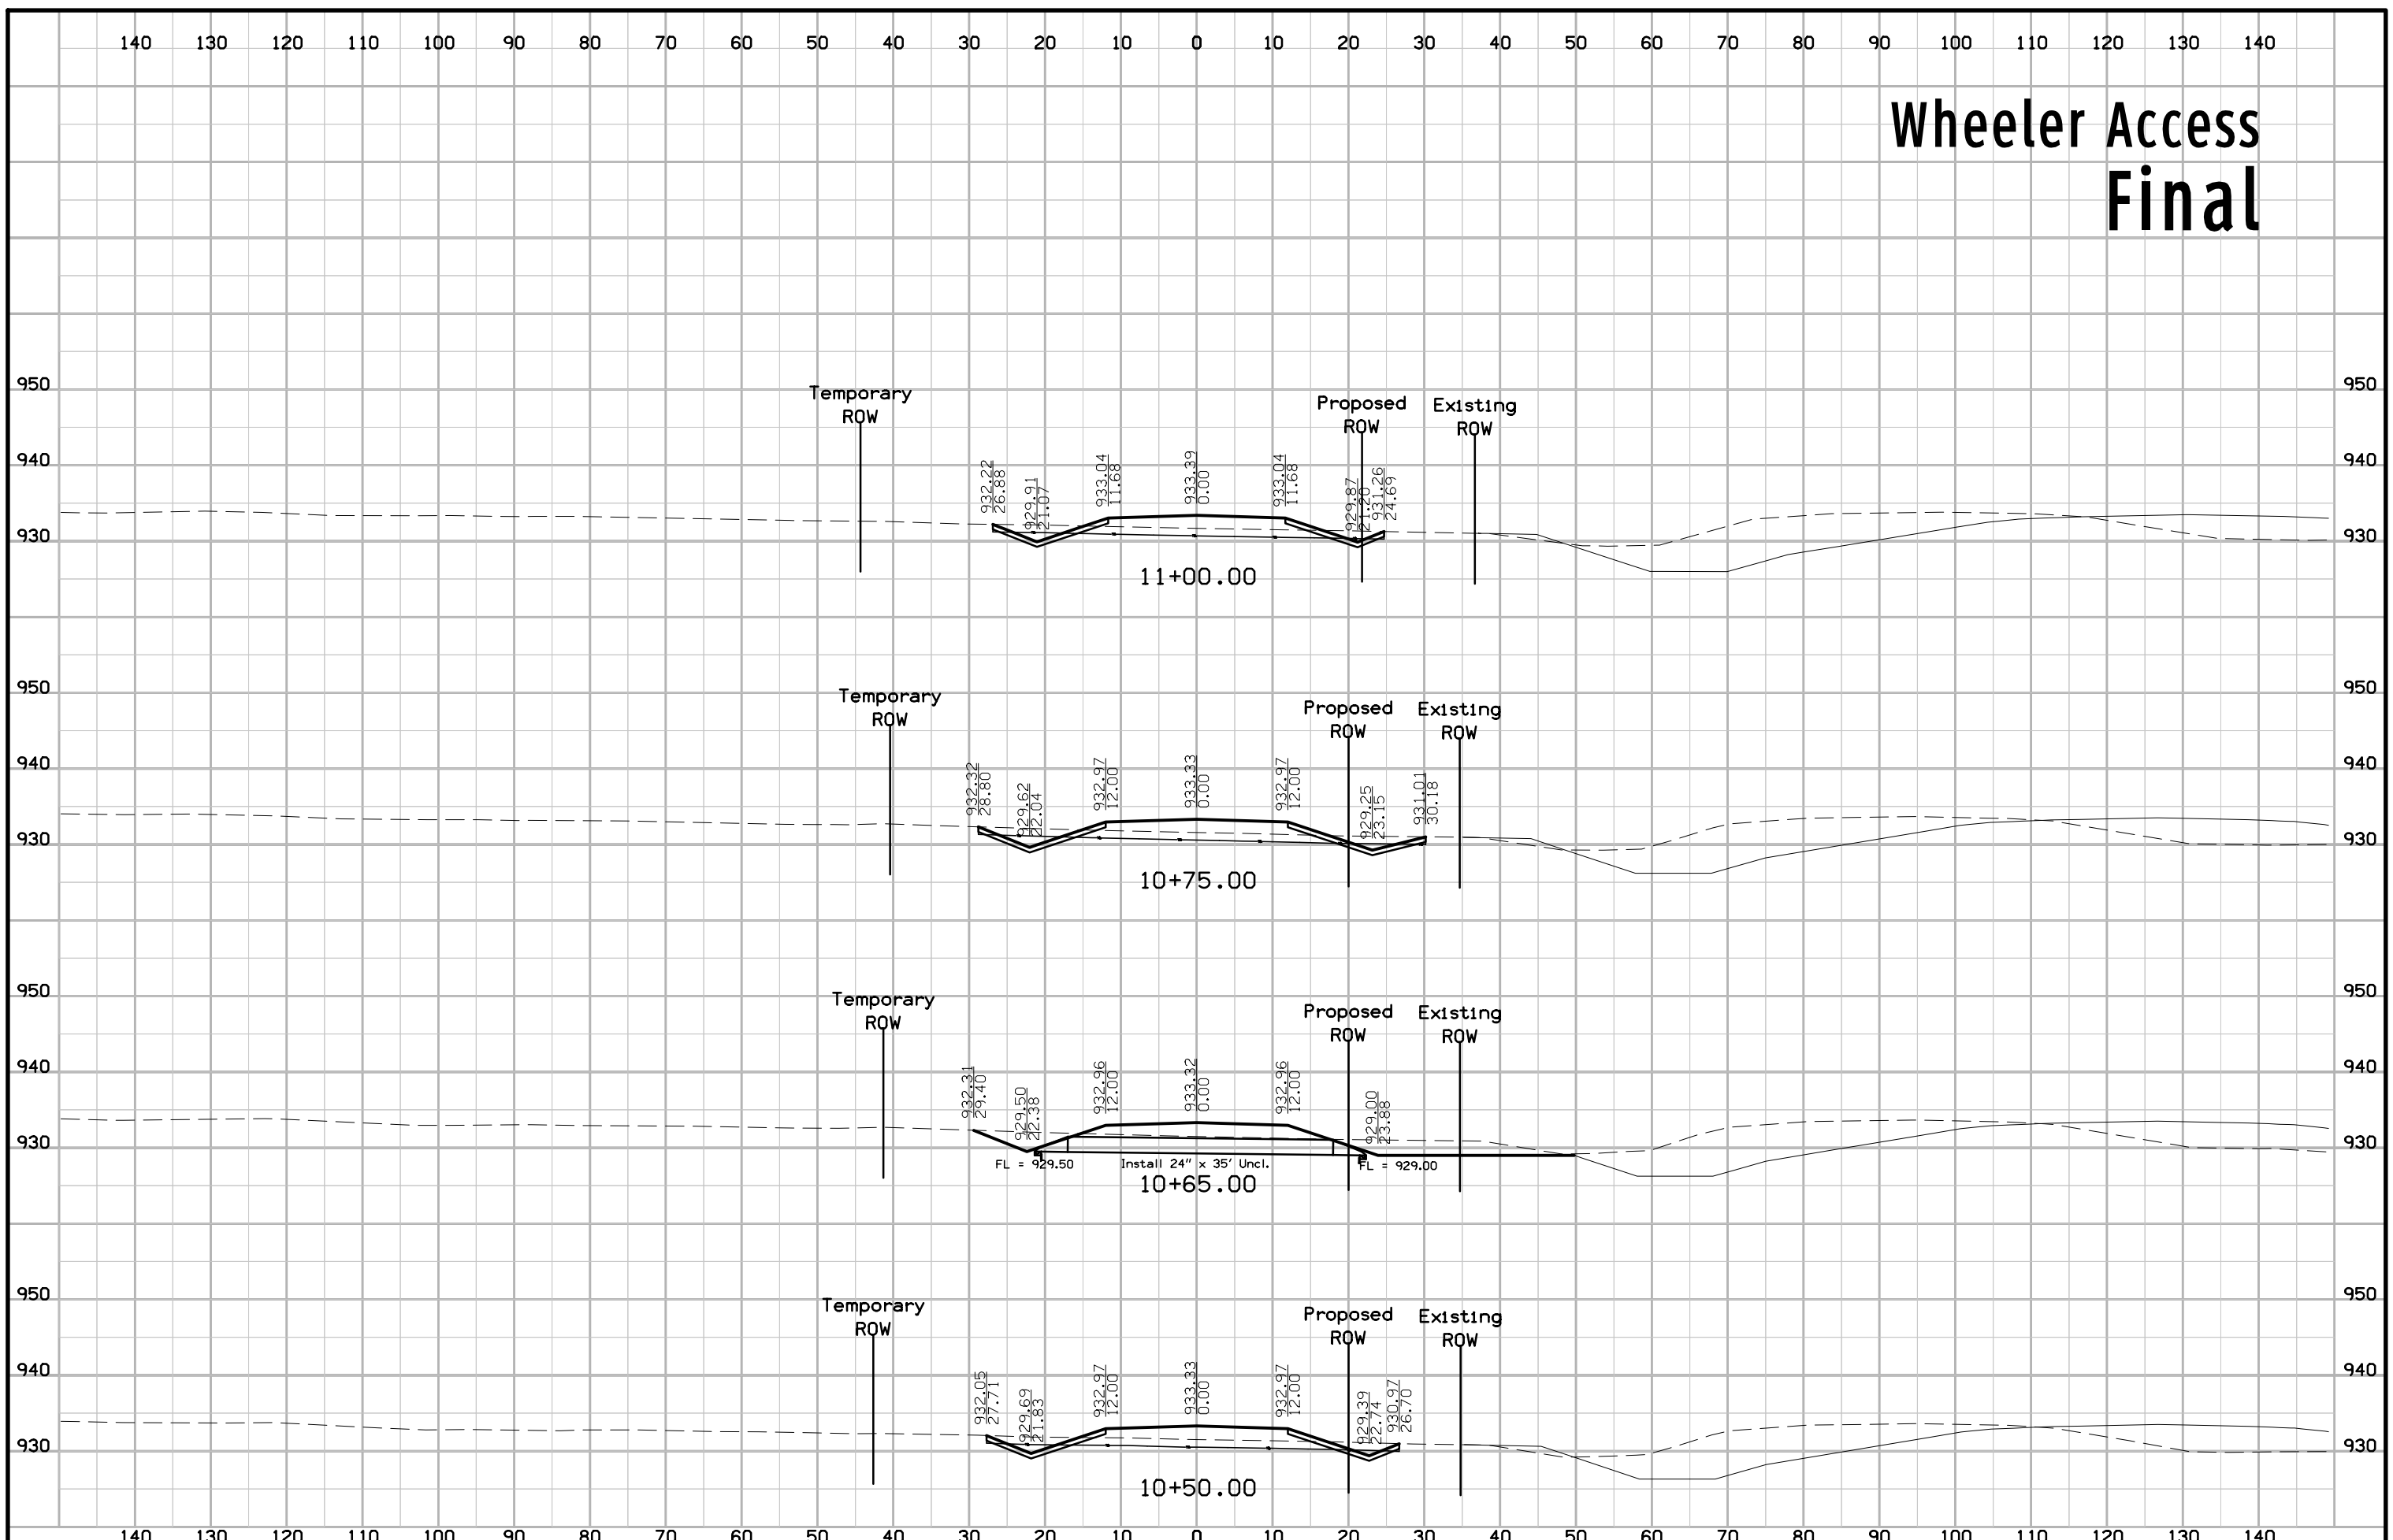 140 130 120 110 100 90 80 70 60 50 40 30 20 10 0 10 20 30 40 50 60 70 80 90 100 110 120 130 140
Wheeler Access
Final
950 950
Temporary
ROW
Proposed
ROW
Existing
ROW
940 940
932.22
26.88
929.91
21.07
933.04
11.68
933.39
0.00
933.04
11.68
929.87
21.20
931.26
24.69
930 930
11+00.00
950 950
Temporary
ROW
Proposed
ROW
Existing
ROW
940 940
932.32
28.80
929.62
22.04
932.97
12.00
933.33
0.00
932.97
12.00
929.25
23.15
931.01
30.18
930 930
10+75.00
950 950
Temporary
ROW
Proposed
ROW
Existing
ROW
940 940
932.31
29.40
929.50
22.38
932.96
12.00
933.32
0.00
932.96
12.00
929.00
23.88
930 930
FL = 929.50
Install 24" x 35' Uncl.
FL = 929.00
10+65.00
950 950
Temporary
ROW
Proposed
ROW
Existing
ROW
940 940
932.05
27.71
929.69
21.83
932.97
12.00
933.33
0.00
932.97
12.00
929.39
22.74
930.97
26.70
930 930
10+50.00
140 130 120 110 100 90 80 70 60 50 40 30 20 10 0 10 20 30 40 50 60 70 80 90 100 110 120 130 140